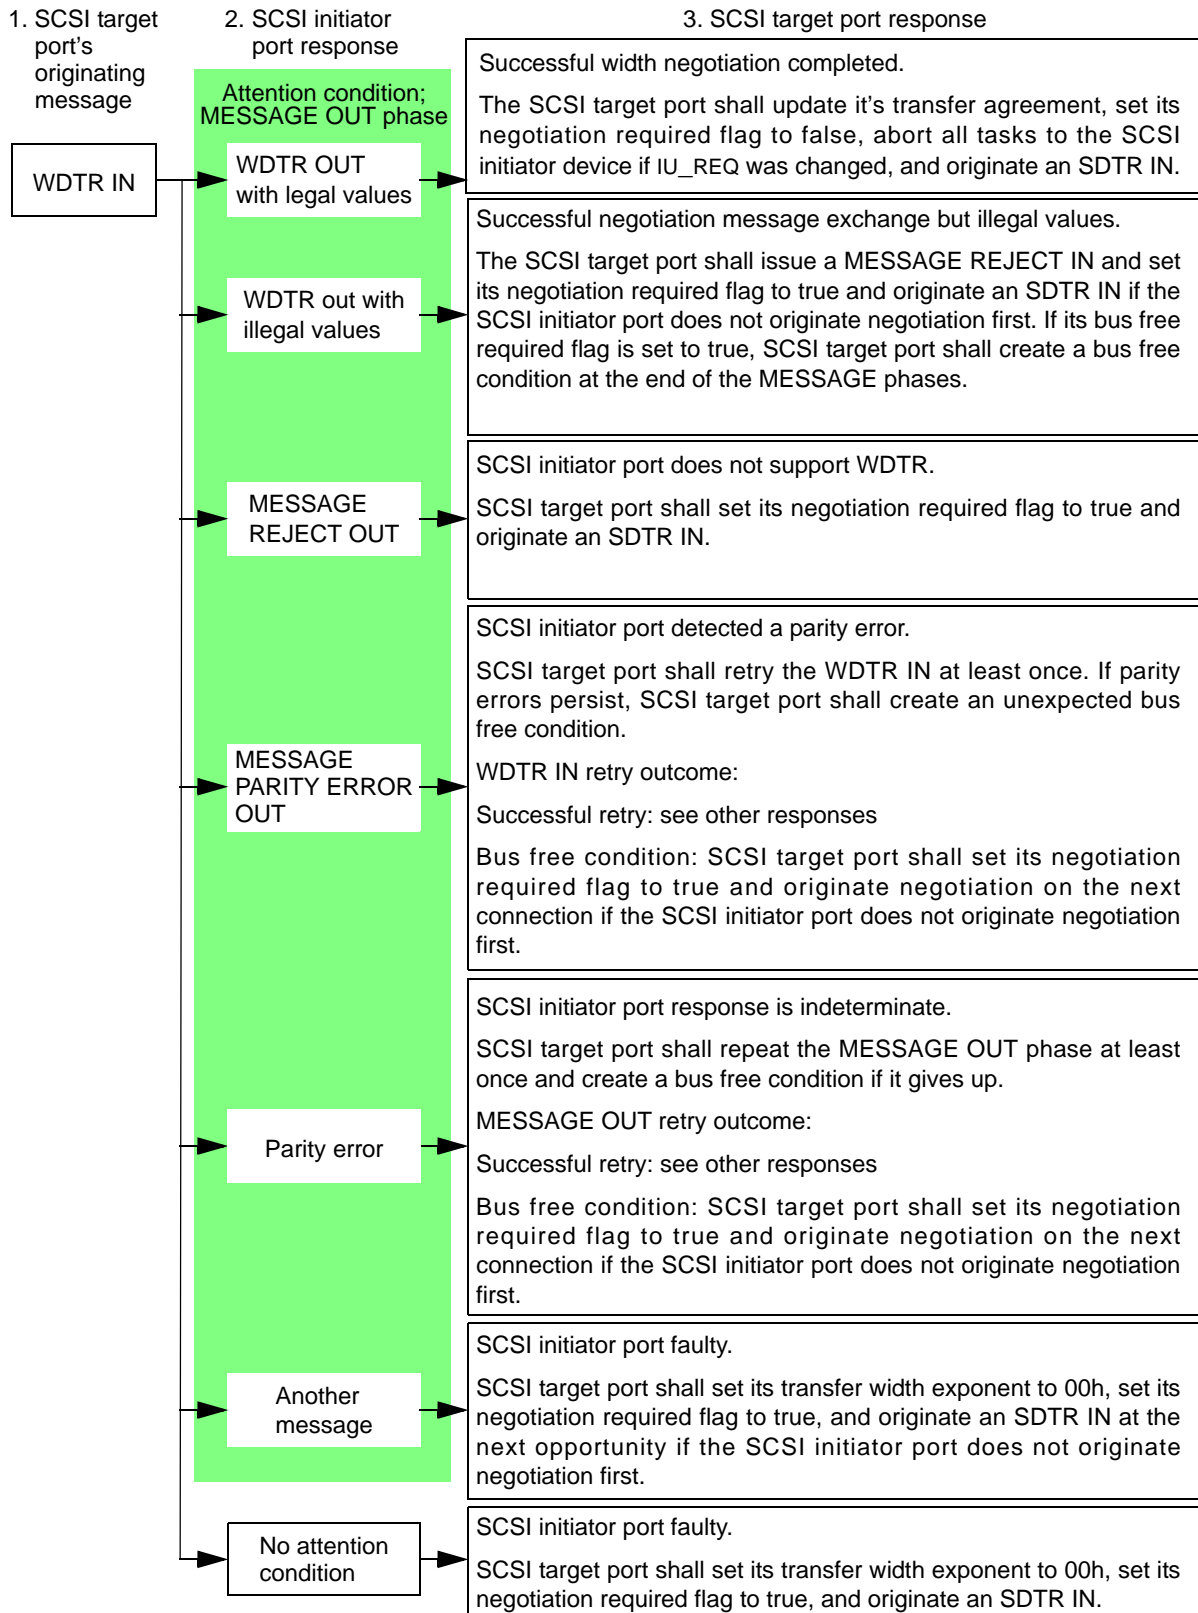 1. SCSI target
port's
originating
message
2. SCSI initiator
port response
3. SCSI target port response
Attention condition;
MESSAGE OUT phase
WDTR IN
WDTR OUT
with legal values
Successful width negotiation completed.
The SCSI target port shall update it's transfer agreement, set its
negotiation required flag to false, abort all tasks to the SCSI
initiator device if IU_REQ was changed, and originate an SDTR IN.
WDTR out with
illegal values
Successful negotiation message exchange but illegal values.
The SCSI target port shall issue a MESSAGE REJECT IN and set
its negotiation required flag to true and originate an SDTR IN if the
SCSI initiator port does not originate negotiation first. If its bus free
required flag is set to true, SCSI target port shall create a bus free
condition at the end of the MESSAGE phases.
MESSAGE
REJECT OUT
SCSI initiator port does not support WDTR.
SCSI target port shall set its negotiation required flag to true and
originate an SDTR IN.
MESSAGE
PARITY ERROR
OUT
SCSI initiator port detected a parity error.
SCSI target port shall retry the WDTR IN at least once. If parity
errors persist, SCSI target port shall create an unexpected bus
free condition.
WDTR IN retry outcome:
Successful retry: see other responses
Bus free condition: SCSI target port shall set its negotiation
required flag to true and originate negotiation on the next
connection if the SCSI initiator port does not originate negotiation
first.
Parity error
SCSI initiator port response is indeterminate.
SCSI target port shall repeat the MESSAGE OUT phase at least
once and create a bus free condition if it gives up.
MESSAGE OUT retry outcome:
Successful retry: see other responses
Bus free condition: SCSI target port shall set its negotiation
required flag to true and originate negotiation on the next
connection if the SCSI initiator port does not originate negotiation
first.
Another
message
SCSI initiator port faulty.
SCSI target port shall set its transfer width exponent to 00h, set its
negotiation required flag to true, and originate an SDTR IN at the
next opportunity if the SCSI initiator port does not originate
negotiation first.
No attention
condition
SCSI initiator port faulty.
SCSI target port shall set its transfer width exponent to 00h, set its
negotiation required flag to true, and originate an SDTR IN.